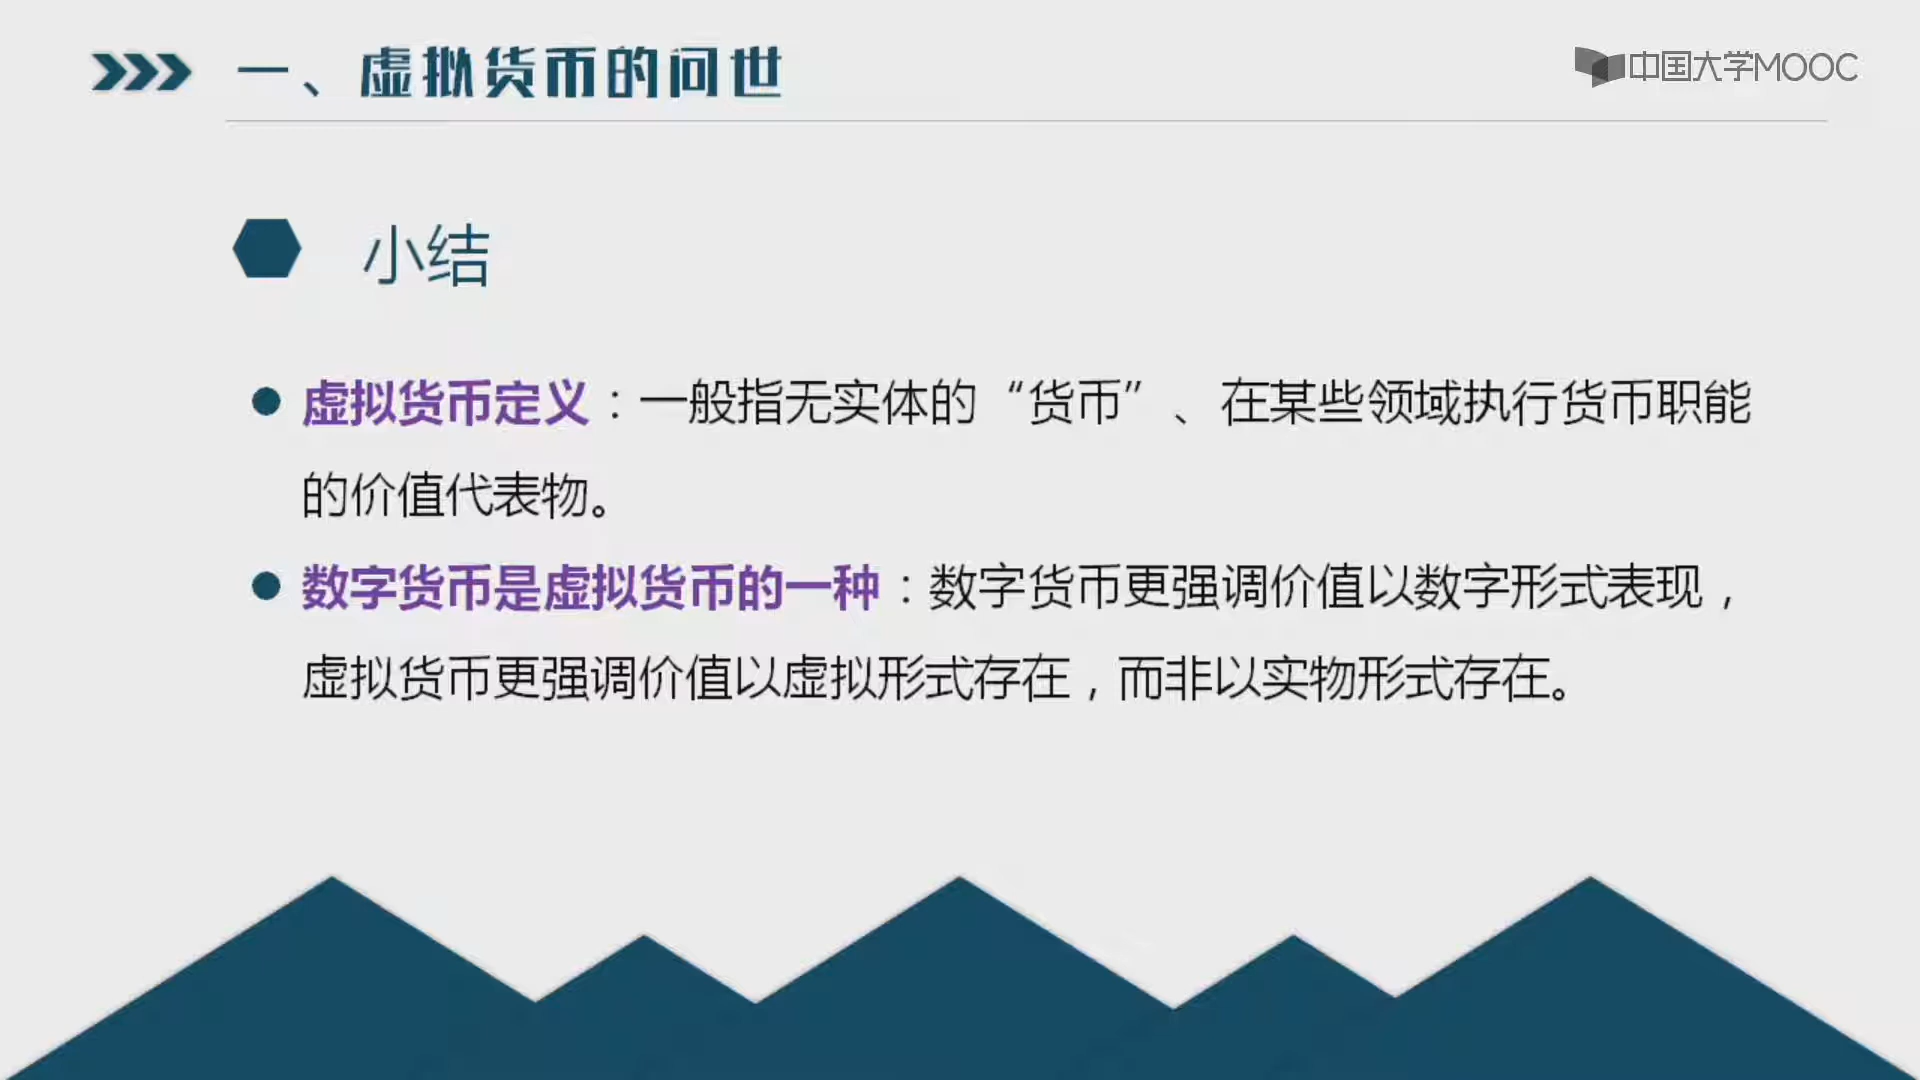 一、虚拟货币的问世
中国大学MOOC
小结
虚拟货币定义：一般指无实体的“货币”、在某些领域执行货币职能
的价值代表物。
数字货币是虚拟货币的一种：数字货币更强调价值以数字形式表现，
虚拟货币更强调价值以虚拟形式存在，而非以实物形式存在。